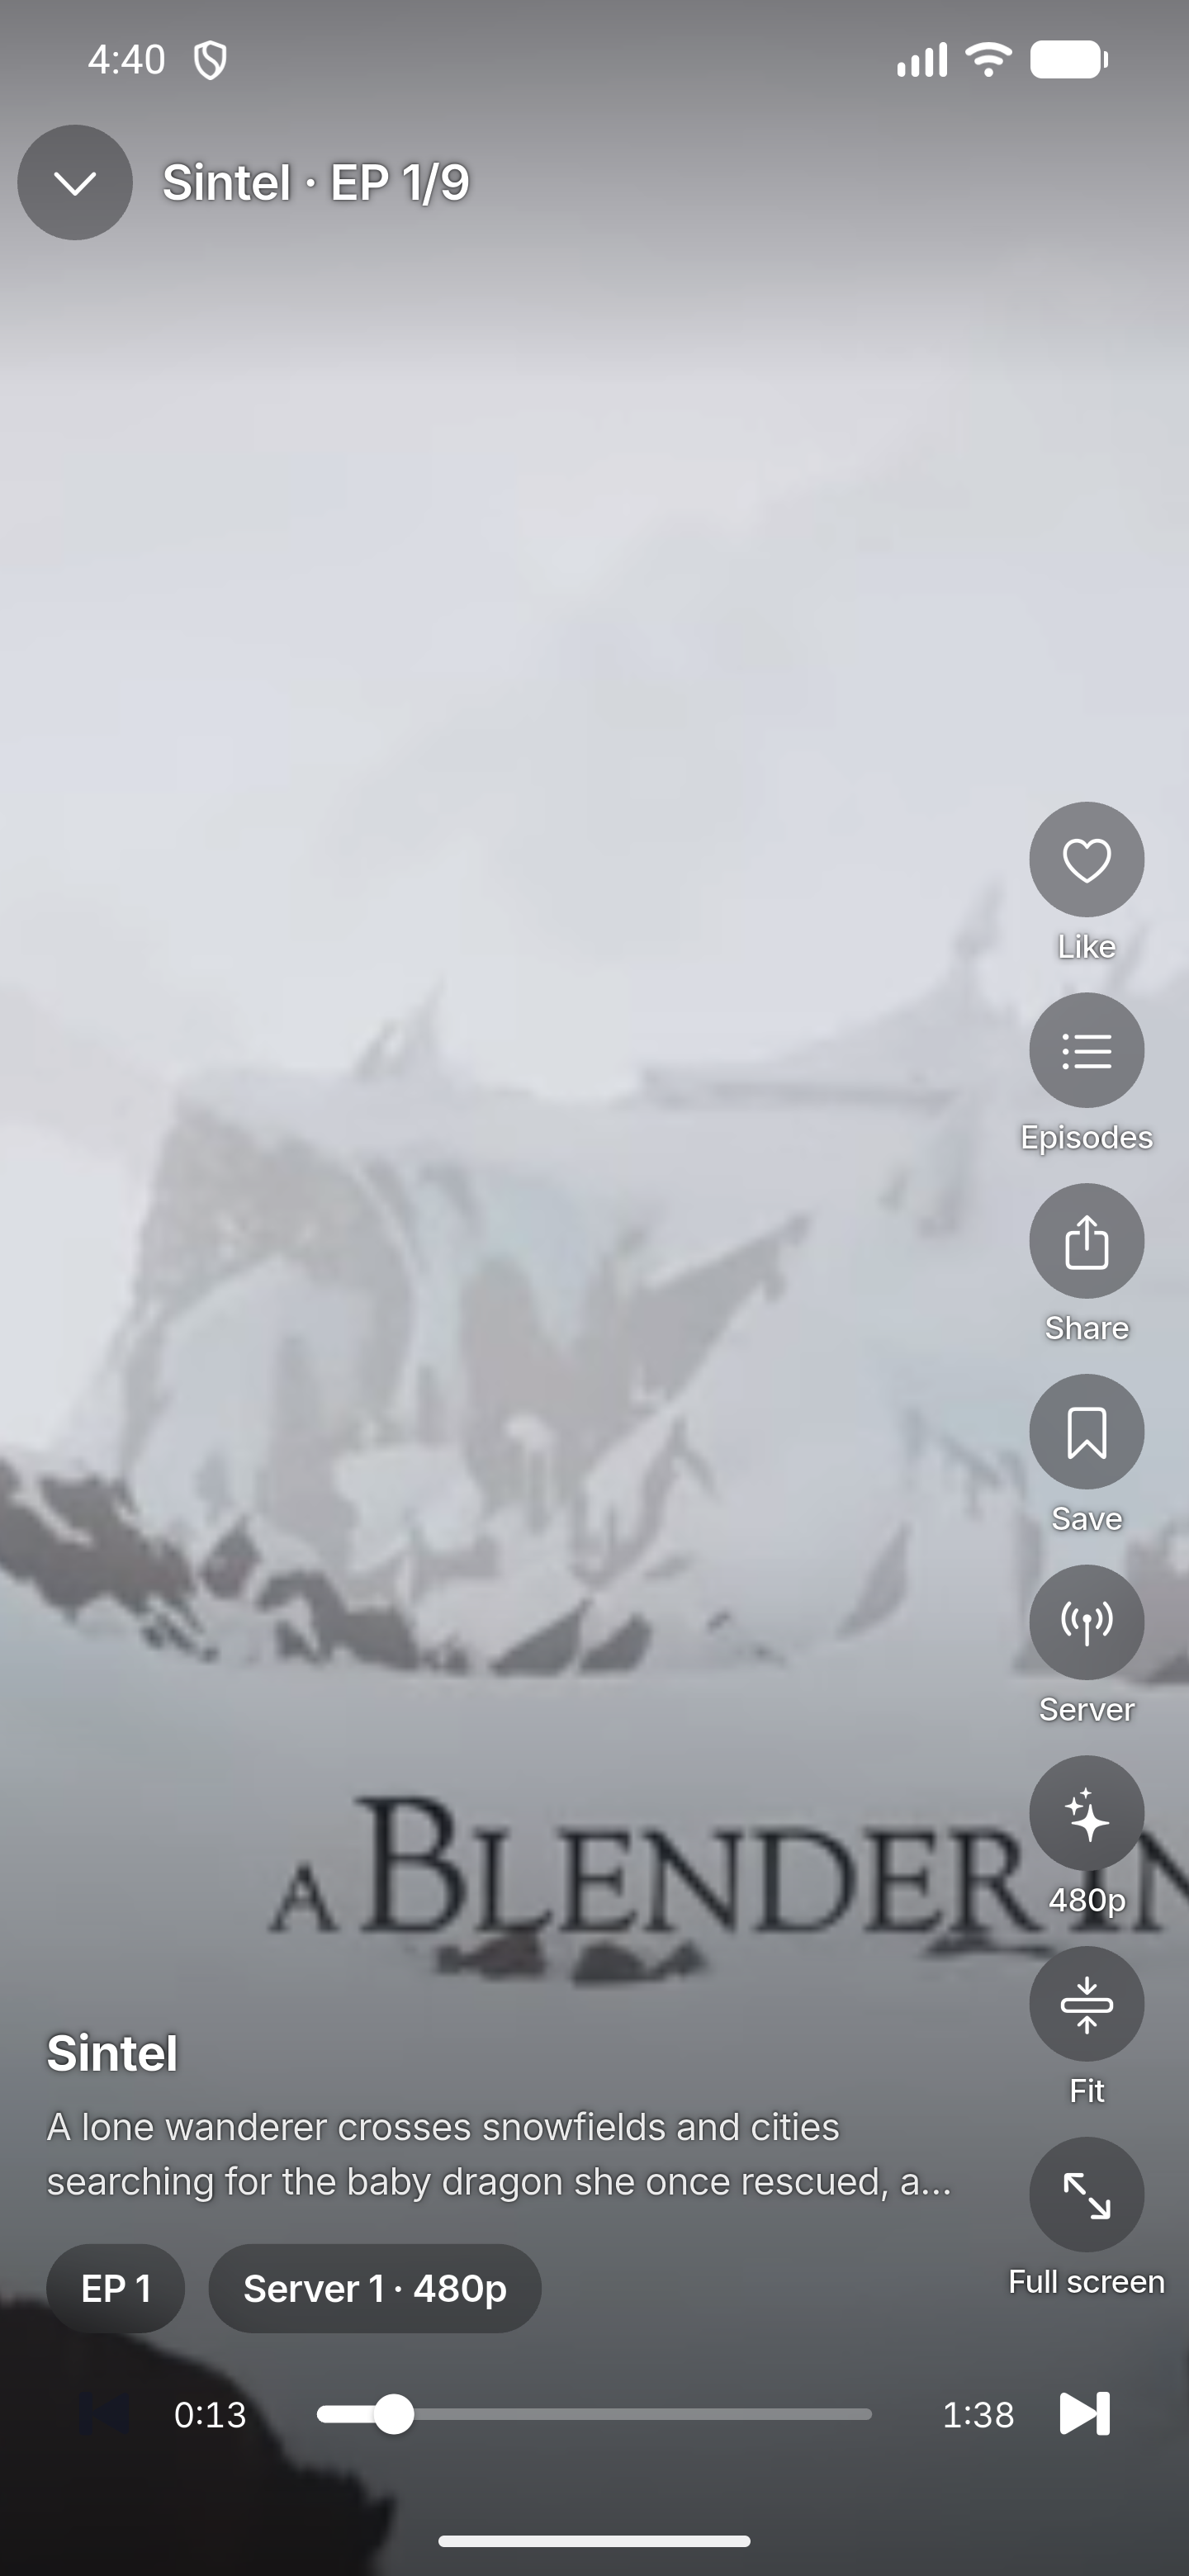 4:40
Sintel · EP 1/9
Like
Episodes
Share
Save
Server
A BLENDER IN
480p
Fit
Sintel
A lone wanderer crosses snowfields and cities
searching for the baby dragon she once rescued, a...
Full screen
EP 1
Server 1 · 480p
0:13
1:38